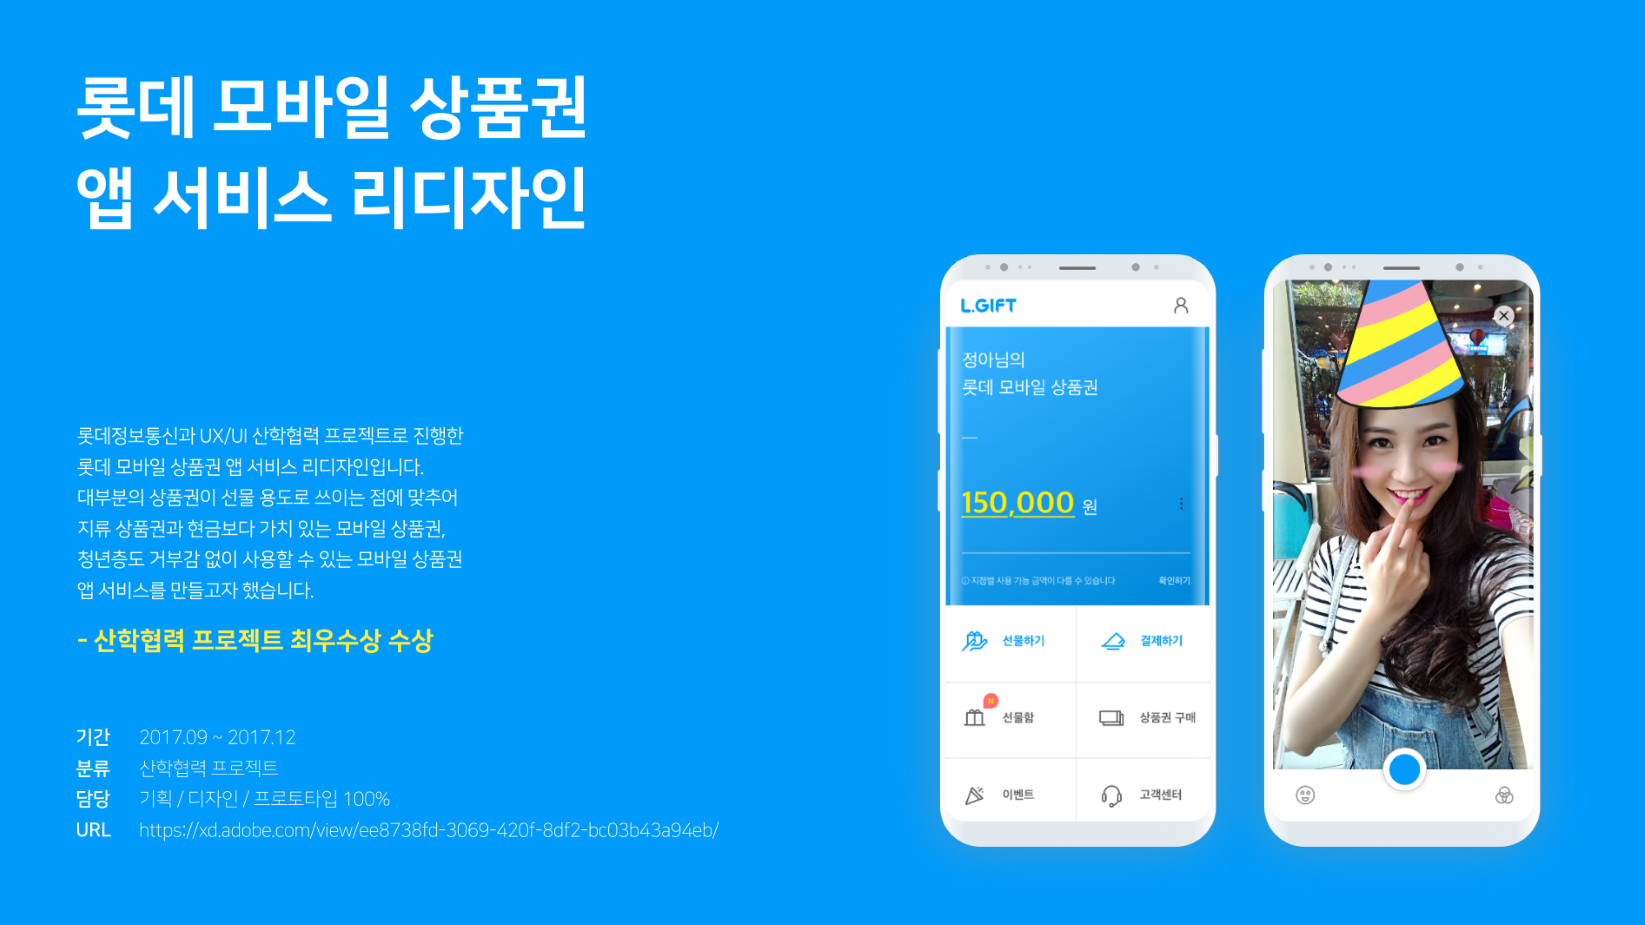 롯데 모바일 상품권
앱 서비스 리디자인
롯데정보통신과 UX/UI 산학협력 프로젝트로 진행한
롯데 모바일 상품권 앱 서비스 리디자인입니다.
대부분의 상품권이 선물 용도로 쓰이는 점에 맞추어
지류 상품권과 현금보다 가치 있는 모바일 상품권,
청년층도 거부감 없이 사용할 수 있는 모바일 상품권
앱 서비스를 만들고자 했습니다.
- 산학협력 프로젝트 최우수상 수상
기간 2017.09 ~ 2017.12
분류 산학협력 프로젝트
담당 기획 / 디자인 / 프로토타입 100%
URL https://xd.adobe.com/view/ee8738fd-3069-420f-8df2-bc03b43a94eb/
L.GIFT
정아님의
롯데 모바일 상품권
150,000 원
지점별 사용 가능 금액이 다를 수 있습니다 확인하기
선물하기 결제하기
N
선물함 상품권 구매
이벤트 고객센터